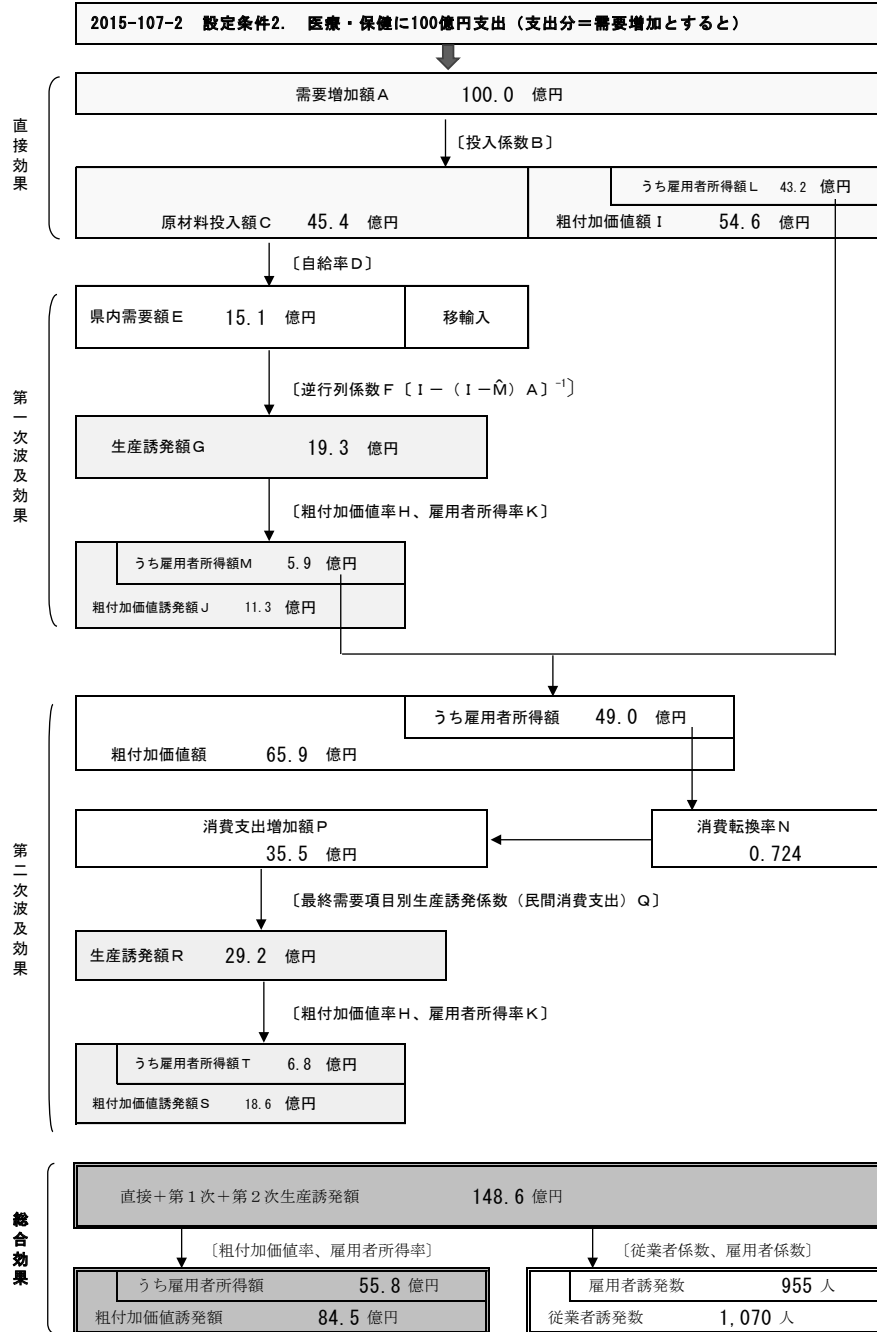 2015-107-2　設定条件2.　医療・保健に100億円支出（支出分＝需要増加とすると）
直接効果
需要増加額Ａ　100.0　億円
〔投入係数Ｂ〕
うち雇用者所得額Ｌ　43.2　億円
原材料投入額Ｃ　45.4　億円
粗付加価値額Ｉ　54.6　億円
〔自給率Ｄ〕
第一次波及効果
県内需要額Ｅ　15.1　億円
移輸入
〔逆行列係数Ｆ〔Ｉ－（Ｉ－M̂）Ａ〕⁻¹〕
生産誘発額Ｇ　19.3　億円
〔粗付加価値率Ｈ、雇用者所得率Ｋ〕
うち雇用者所得額Ｍ　5.9　億円
粗付加価値誘発額Ｊ　11.3　億円
第二次波及効果
うち雇用者所得額　49.0　億円
粗付加価値額　65.9　億円
消費支出増加額Ｐ
35.5　億円
消費転換率Ｎ
0.724
〔最終需要項目別生産誘発係数（民間消費支出）Ｑ〕
生産誘発額Ｒ　29.2　億円
〔粗付加価値率Ｈ、雇用者所得率Ｋ〕
うち雇用者所得額Ｔ　6.8　億円
粗付加価値誘発額Ｓ　18.6　億円
総合効果
直接＋第１次＋第２次生産誘発額　148.6 億円
〔粗付加価値率、雇用者所得率〕
〔従業者係数、雇用者係数〕
うち雇用者所得額　55.8 億円
粗付加価値誘発額　84.5 億円
雇用者誘発数　955 人
従業者誘発数　1,070 人